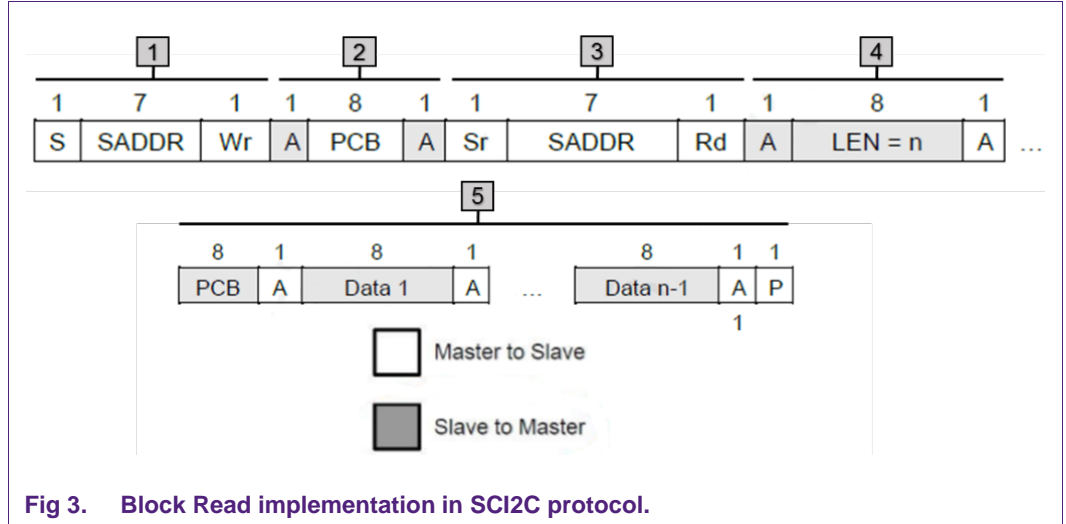 1 2 3 4
1 7 1 1 8 1 1 7 1 1 8 1
S SADDR Wr A PCB A Sr SADDR Rd A LEN = n A ...
5
8 1 8 1 8 1 1
PCB A Data 1 A ... Data n-1 A P
1
Master to Slave
Slave to Master
Fig 3. Block Read implementation in SCI2C protocol.